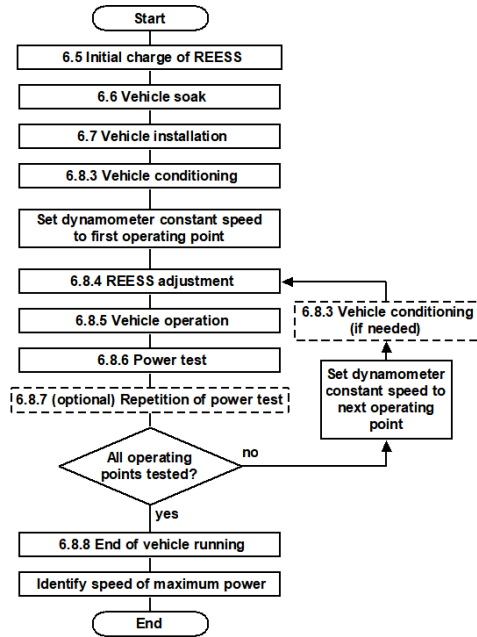 Start
6.5 Initial charge of REESS
6.6 Vehicle soak
6.7 Vehicle installation
6.8.3 Vehicle conditioning
Set dynamometer constant speed
to first operating point
6.8.4 REESS adjustment
6.8.5 Vehicle operation
6.8.6 Power test
6.8.7 (optional) Repetition of power test
All operating
points tested?
no
Set dynamometer
constant speed to
next operating
point
6.8.3 Vehicle conditioning
(if needed)
yes
6.8.8 End of vehicle running
Identify speed of maximum power
End